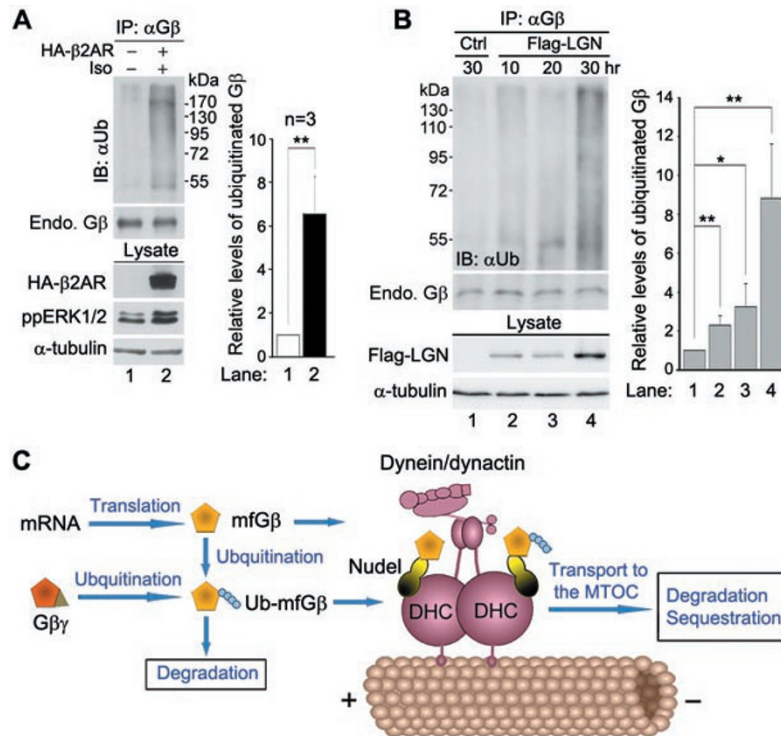 A
IP: αGβ
HA-β2AR − +
Iso − +
kDa
170
130
95
72
55
IB: αUb
Endo. Gβ
Lysate
HA-β2AR
ppERK1/2
α-tubulin
1 2
n=3
**
Relative levels of ubiquitinated Gβ
10
8
6
4
2
0
Lane: 1 2
B
IP: αGβ
Ctrl Flag-LGN
30 10 20 30 hr
kDa
130
110
95
72
55
IB: αUb
Endo. Gβ
Lysate
Flag-LGN
α-tubulin
1 2 3 4
Relative levels of ubiquitinated Gβ
14
12
10
8
6
4
2
0
**
*
**
Lane: 1 2 3 4
C
Dynein/dynactin
mRNA Translation mfGβ
Ubquitination
Nudel
Gβγ Ubquitination Ub-mfGβ
DHC DHC
Transport to
the MTOC
Degradation
Sequestration
Degradation
+ −